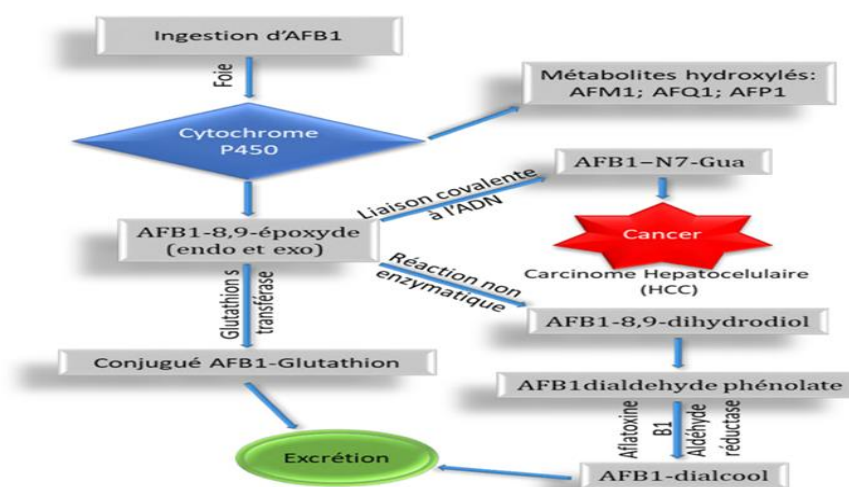 Ingestion d'AFB1
Foie
Métabolites hydroxylés:
AFM1; AFQ1; AFP1
Cytochrome
P450
AFB1–N7-Gua
Liaison covalente
à l'ADN
AFB1-8,9-époxyde
(endo et exo)
Cancer
Carcinome Hepatocelulaire
(HCC)
Réaction non
enzymatique
Glutathion s
transférase
AFB1-8,9-dihydrodiol
Conjugué AFB1-Glutathion
AFB1dialdehyde phénolate
Aflatoxine
B1
Aldéhyde
réductase
Excrétion
AFB1-dialcool